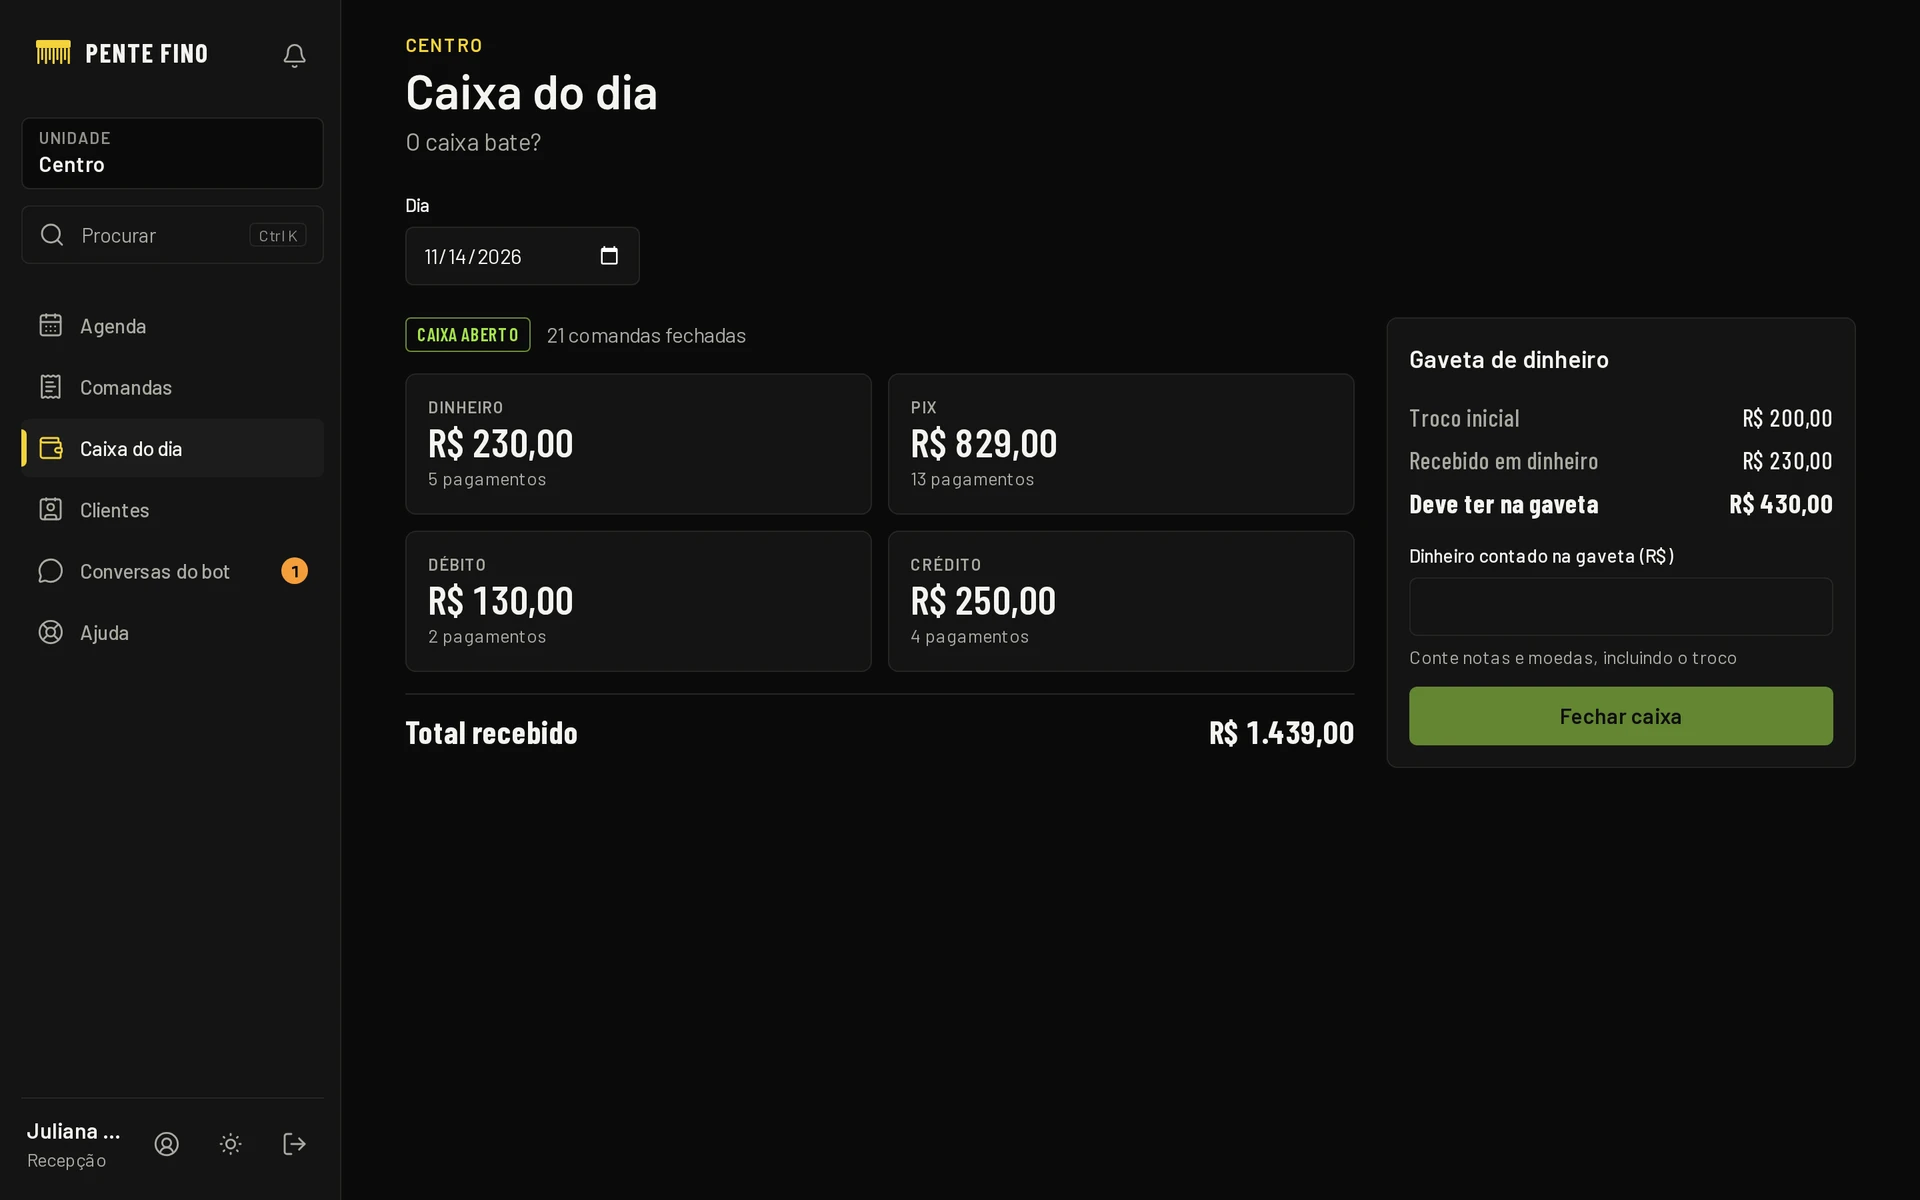 PENTE FINO
UNIDADE
Centro
Procurar
Ctrl K
Agenda
Comandas
Caixa do dia
Clientes
Conversas do bot
1
Ajuda
Juliana ...
Recepção
CENTRO
Caixa do dia
O caixa bate?
Dia
11/14/2026
CAIXA ABERTO
21 comandas fechadas
DINHEIRO
R$ 230,00
5 pagamentos
PIX
R$ 829,00
13 pagamentos
DÉBITO
R$ 130,00
2 pagamentos
CRÉDITO
R$ 250,00
4 pagamentos
Total recebido
R$ 1.439,00
Gaveta de dinheiro
Troco inicial
R$ 200,00
Recebido em dinheiro
R$ 230,00
Deve ter na gaveta
R$ 430,00
Dinheiro contado na gaveta (R$)
Conte notas e moedas, incluindo o troco
Fechar caixa